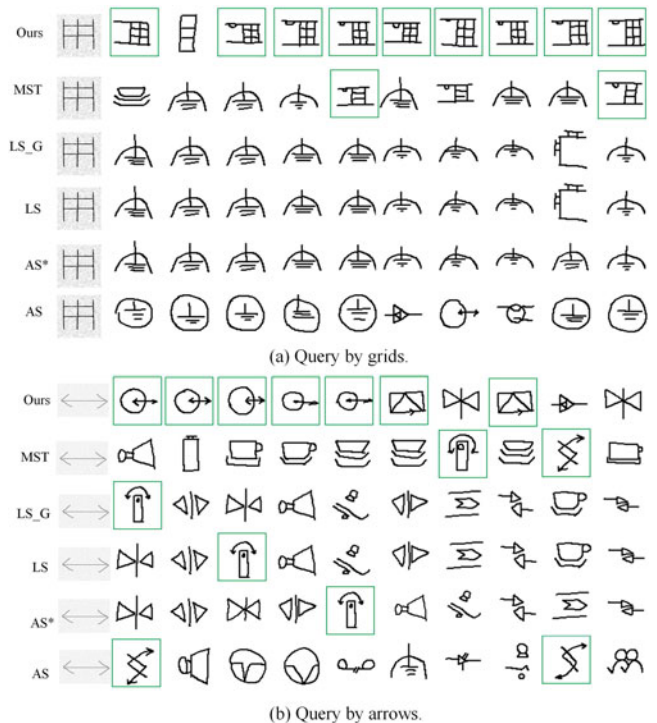 Ours
MST
LS_G
LS
AS*
AS
(a) Query by grids.
Ours
MST
LS_G
LS
AS*
AS
(b) Query by arrows.